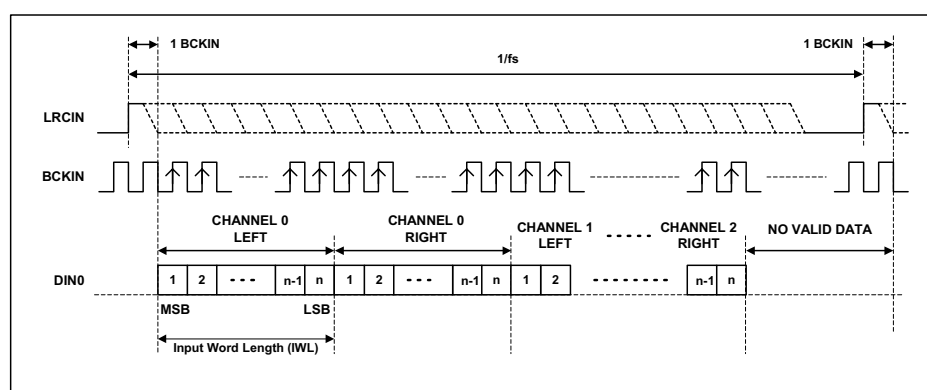 1 BCKIN 1 BCKIN
1/fs
LRCIN
BCKIN
CHANNEL 0 LEFT
CHANNEL 0 RIGHT
CHANNEL 1 LEFT
CHANNEL 2 RIGHT
NO VALID DATA
DIN0
1 2 n-1 n 1 2 n-1 n 1 2 n-1 n
MSB LSB
Input Word Length (IWL)